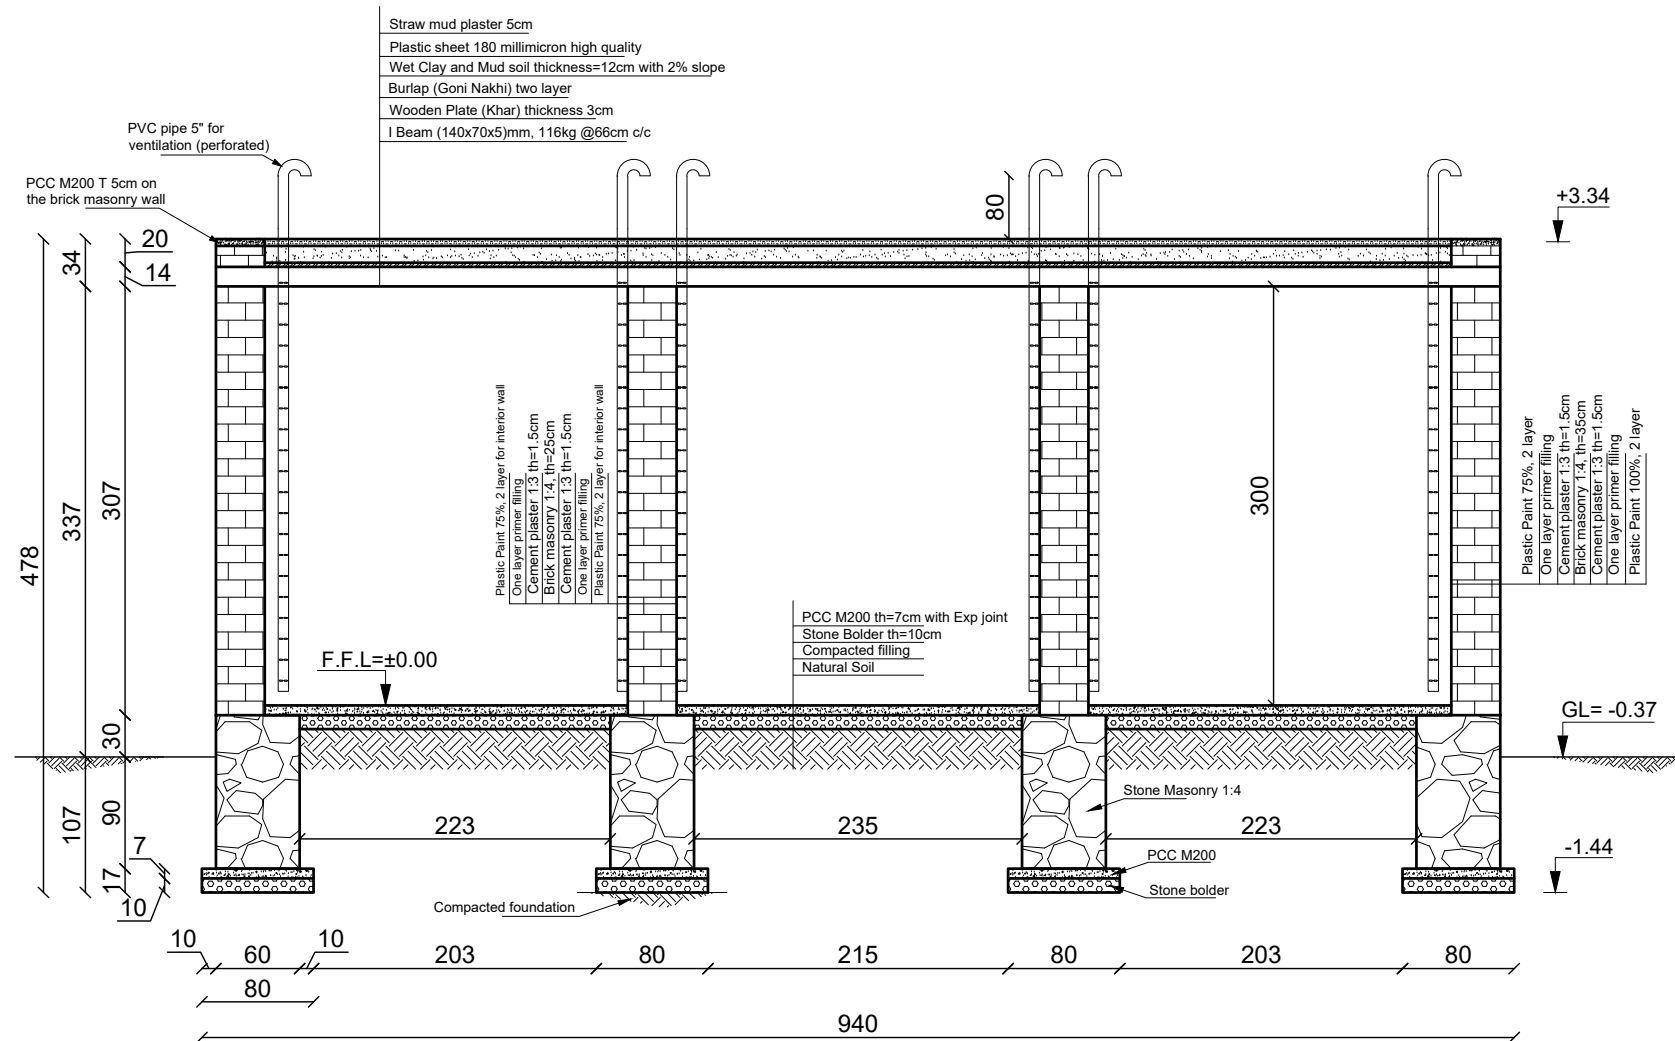 Straw mud plaster 5cm
Plastic sheet 180 millimicron high quality
Wet Clay and Mud soil thickness=12cm with 2% slope
Burlap (Goni Nakhi) two layer
Wooden Plate (Khar) thickness 3cm
I Beam (140x70x5)mm, 116kg @66cm c/c
PVC pipe 5" for
ventilation (perforated)
PCC M200 T 5cm on
the brick masonry wall
80
+3.34
20
34
14
Plastic Paint 75%, 2 layer for interior wall
One layer primer filling
Cement plaster 1:3 th=1.5cm
Brick masonry 1:4, th=25cm
Cement plaster 1:3 th=1.5cm
One layer primer filling
Plastic Paint 75%, 2 layer for interior wall
300
Plastic Paint 75%, 2 layer
One layer primer filling
Cement plaster 1:3 th=1.5cm
Brick masonry 1:4, th=35cm
Cement plaster 1:3 th=1.5cm
One layer primer filling
Plastic Paint 100%, 2 layer
307
337
478
PCC M200 th=7cm with Exp joint
Stone Bolder th=10cm
Compacted filling
Natural Soil
F.F.L=±0.00
GL= -0.37
30
90
107
Stone Masonry 1:4
223
235
223
7
17
10
PCC M200
Stone bolder
-1.44
Compacted foundation
10
60
10
203
80
215
80
203
80
80
940